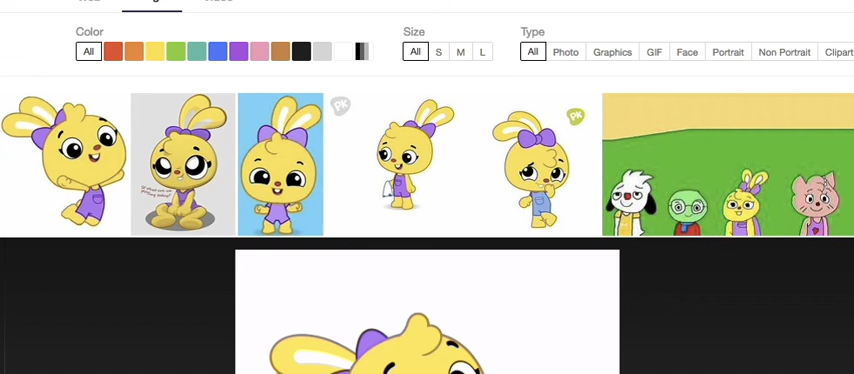 Color
Size
Type
All
All S M L
All Photo Graphics GIF Face Portrait Non Portrait Clipart
PK
PK